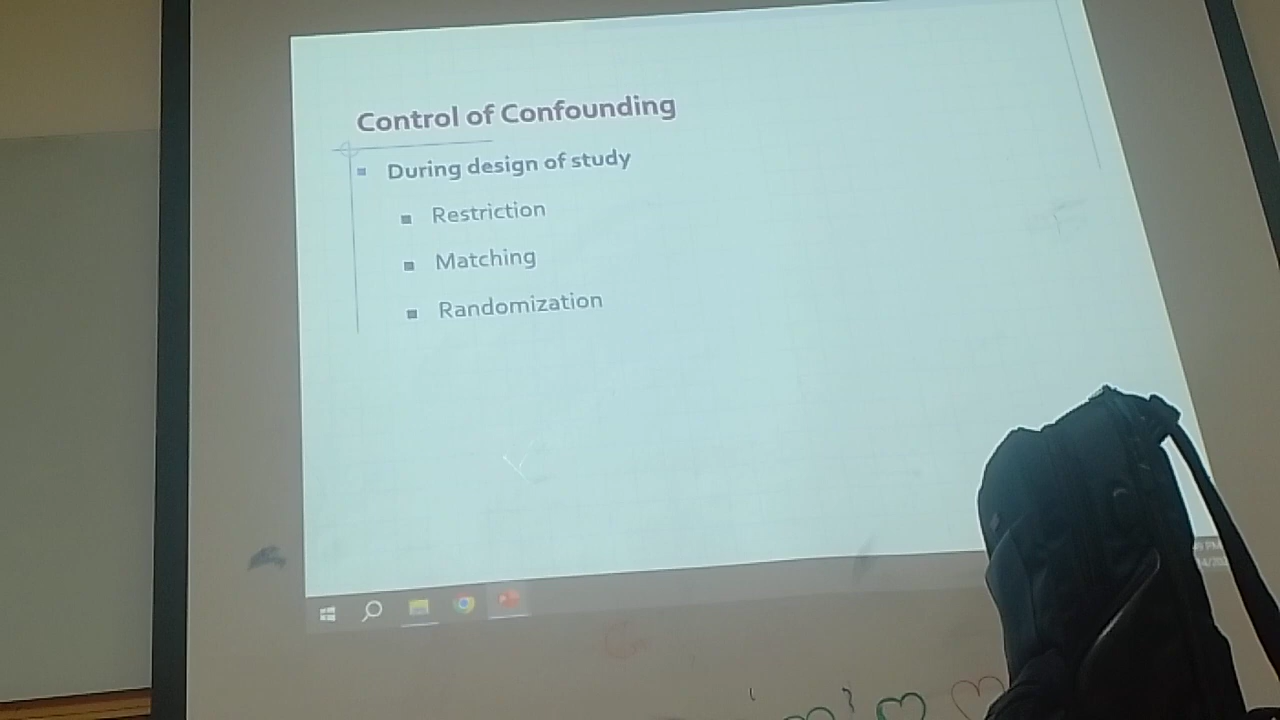 Control of Confounding
During design of study
Restriction
Matching
Randomization